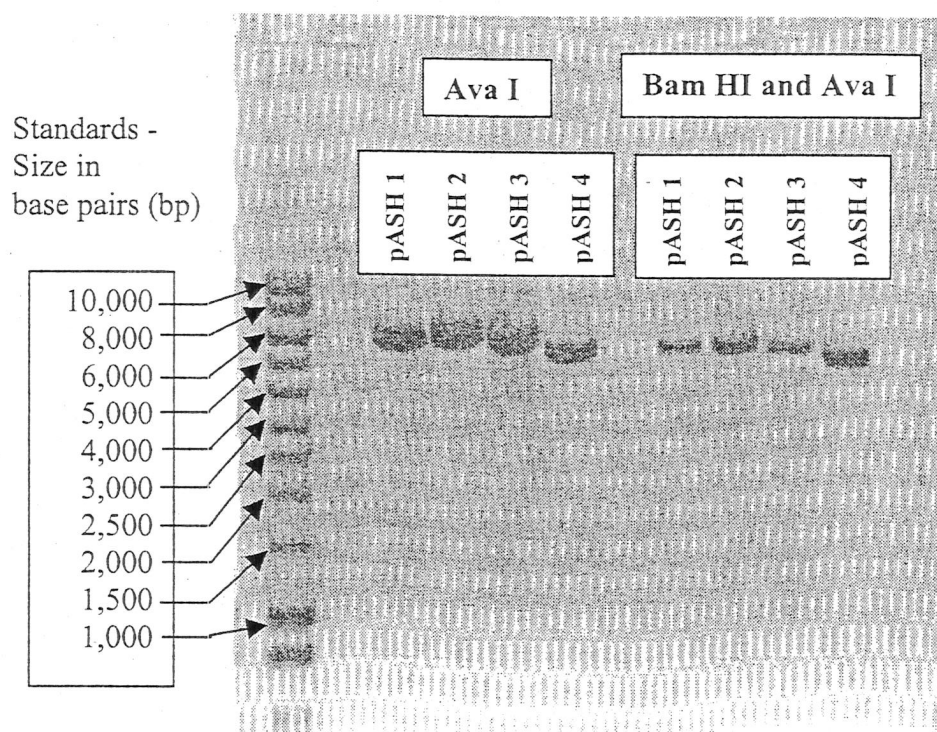 Ava I
Bam HI and Ava I
Standards -
Size in
base pairs (bp)
pASH 1
pASH 2
pASH 3
pASH 4
pASH 1
pASH 2
pASH 3
pASH 4
10,000
8,000
6,000
5,000
4,000
3,000
2,500
2,000
1,500
1,000